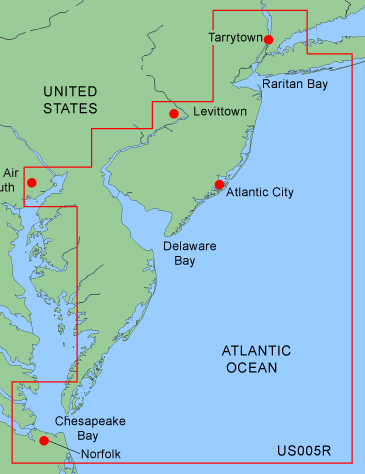 Tarrytown
UNITED
STATES
Raritan Bay
Levittown
Air
uth
Atlantic City
Delaware
Bay
ATLANTIC
OCEAN
Chesapeake
Bay
Norfolk
US005R